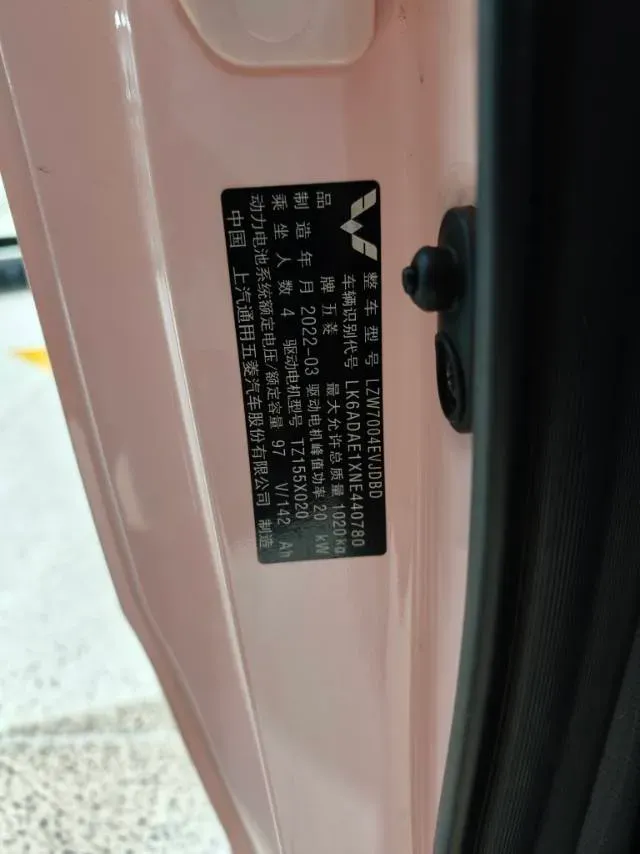 整车型号 LZW7004EVJDBD
车辆识别代号 LK6ADAE1XNE440780
品牌 五菱 最大允许总质量 1020kg
制造年月 2022-03 驱动电机峰值功率 20 kW
乘坐人数 4 驱动电机型号 TZ155X020
动力电池系统额定电压/额定容量 97 V/142 Ah
中国 上汽通用五菱汽车股份有限公司 制造